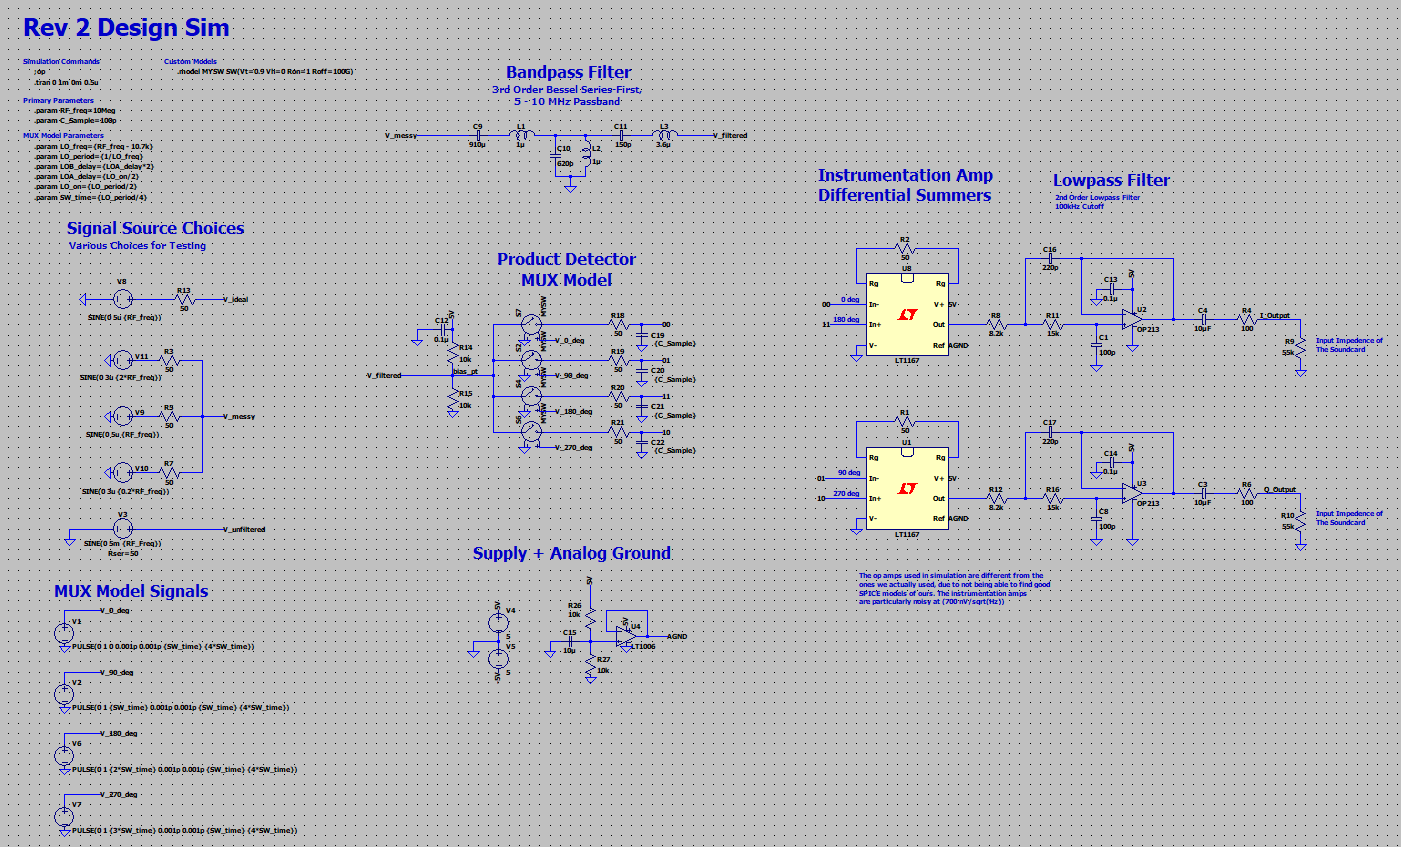 Rev 2 Design Sim
Simulation Commands
.op
.tran 0 1m 0m 0.5u
Custom Models
.model MYSW SW(Vt=0.9 Vh=0 Ron=1 Roff=100G)
Primary Parameters
.param RF_freq=10Meg
.param C_Sample=100p
MUX Model Parameters
.param LO_freq={RF_freq - 10.7k}
.param LO_period={1/LO_freq}
.param LOB_delay={LOA_delay*2}
.param LOA_delay={LO_on/2}
.param LO_on={LO_period/2}
.param SW_time={LO_period/4}
Bandpass Filter
3rd Order Bessel Series-First,
5 - 10 MHz Passband
V_messy
C9
910µ
L1
1µ
C10
620p
L2
1µ
C11
150p
L3
3.6µ
V_filtered
Signal Source Choices
Various Choices for Testing
V8
R13
50
V_ideal
SINE(0 5u {RF_freq})
V11
R3
50
SINE(0 3u {2*RF_freq})
V9
R9
50
V_messy
SINE(0 5u {RF_freq})
V10
R7
50
SINE(0 3u {0.2*RF_freq})
V3
V_unfiltered
SINE(0 5m {RF_Freq})
Rser=50
Product Detector
MUX Model
V_filtered
C12
0.1µ
5V
R14
10k
bias_pt
R15
10k
S7
MYSW
V_0_deg
R18
50
00
C19
{C_Sample}
S2
MYSW
V_90_deg
R19
50
01
C20
{C_Sample}
S4
MYSW
V_180_deg
R20
50
11
C21
{C_Sample}
S6
MYSW
V_270_deg
R21
50
10
C22
{C_Sample}
Instrumentation Amp
Differential Summers
R2
50
U8
Rg
Rg
00
0 deg
In-
V+
5V
11
180 deg
In+
Out
V-
Ref
AGND
LT1167
R1
50
U1
Rg
Rg
01
90 deg
In-
V+
5V
10
270 deg
In+
Out
V-
Ref
AGND
LT1167
Lowpass Filter
2nd Order Lowpass Filter
100kHz Cutoff
C16
220p
R8
8.2k
R11
15k
C1
100p
C13
0.1µ
5V
U2
OP213
C4
10µF
R4
100
I_Output
R9
55k
Input Impedence of
The Soundcard
C17
220p
R12
8.2k
R16
15k
C8
100p
C14
0.1µ
5V
U3
OP213
C3
10µF
R6
100
Q_Output
R10
55k
Input Impedence of
The Soundcard
The op amps used in simulation are different from the
ones we actually used, due to not being able to find good
SPICE models of ours. The instrumentation amps
are particularly noisy at (700 nV/sqrt(Hz))
Supply + Analog Ground
5V
V4
5
V5
5
-5V
5V
R26
10k
C15
10µ
R27
10k
5V
U4
LT1006
AGND
MUX Model Signals
V_0_deg
V1
PULSE(0 1 0 0.001p 0.001p {SW_time} {4*SW_time})
V_90_deg
V2
PULSE(0 1 {SW_time} 0.001p 0.001p {SW_time} {4*SW_time})
V_180_deg
V6
PULSE(0 1 {2*SW_time} 0.001p 0.001p {SW_time} {4*SW_time})
V_270_deg
V7
PULSE(0 1 {3*SW_time} 0.001p 0.001p {SW_time} {4*SW_time})